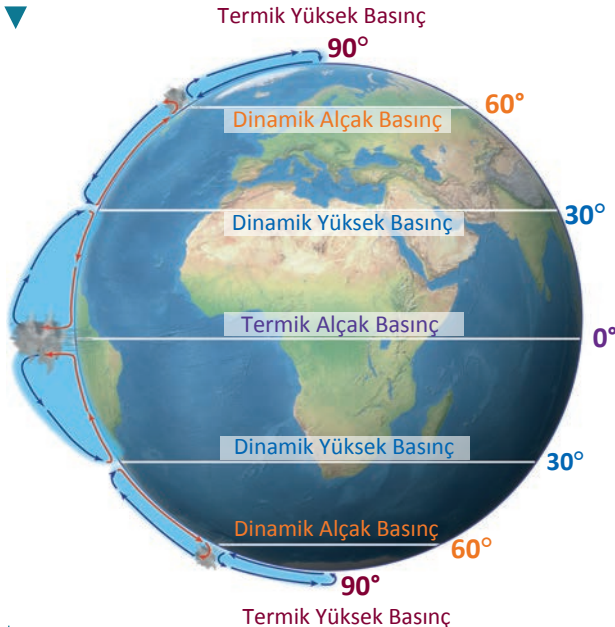 Termik Yüksek Basınç
90°
60°
Dinamik Alçak Basınç
30°
Dinamik Yüksek Basınç
Termik Alçak Basınç
0°
Dinamik Yüksek Basınç
30°
Dinamik Alçak Basınç
60°
90°
Termik Yüksek Basınç